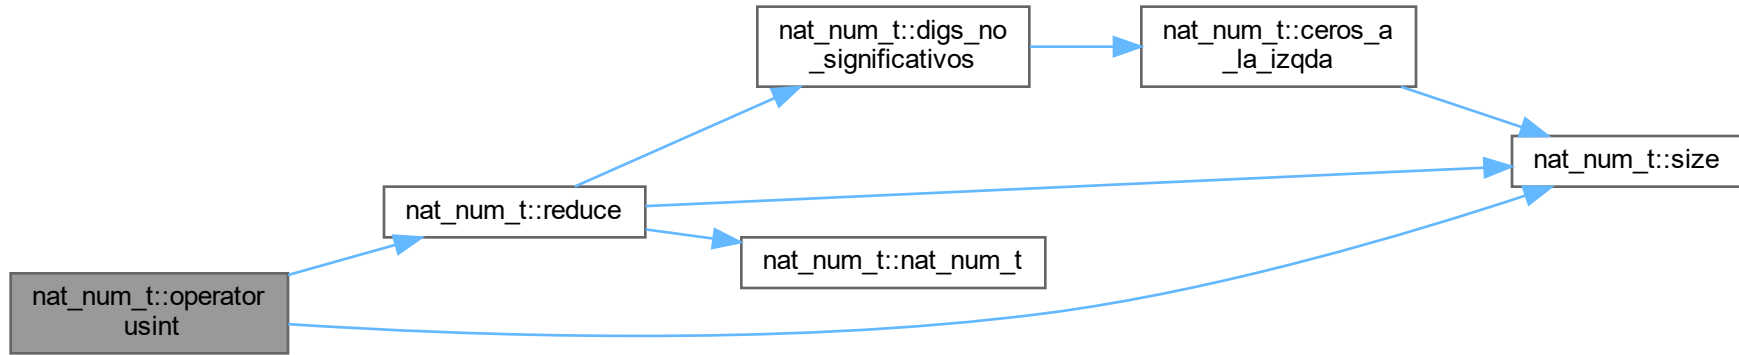 nat_num_t::digs_no
_significativos
nat_num_t::ceros_a
_la_izqda
nat_num_t::size
nat_num_t::reduce
nat_num_t::nat_num_t
nat_num_t::operator
usint